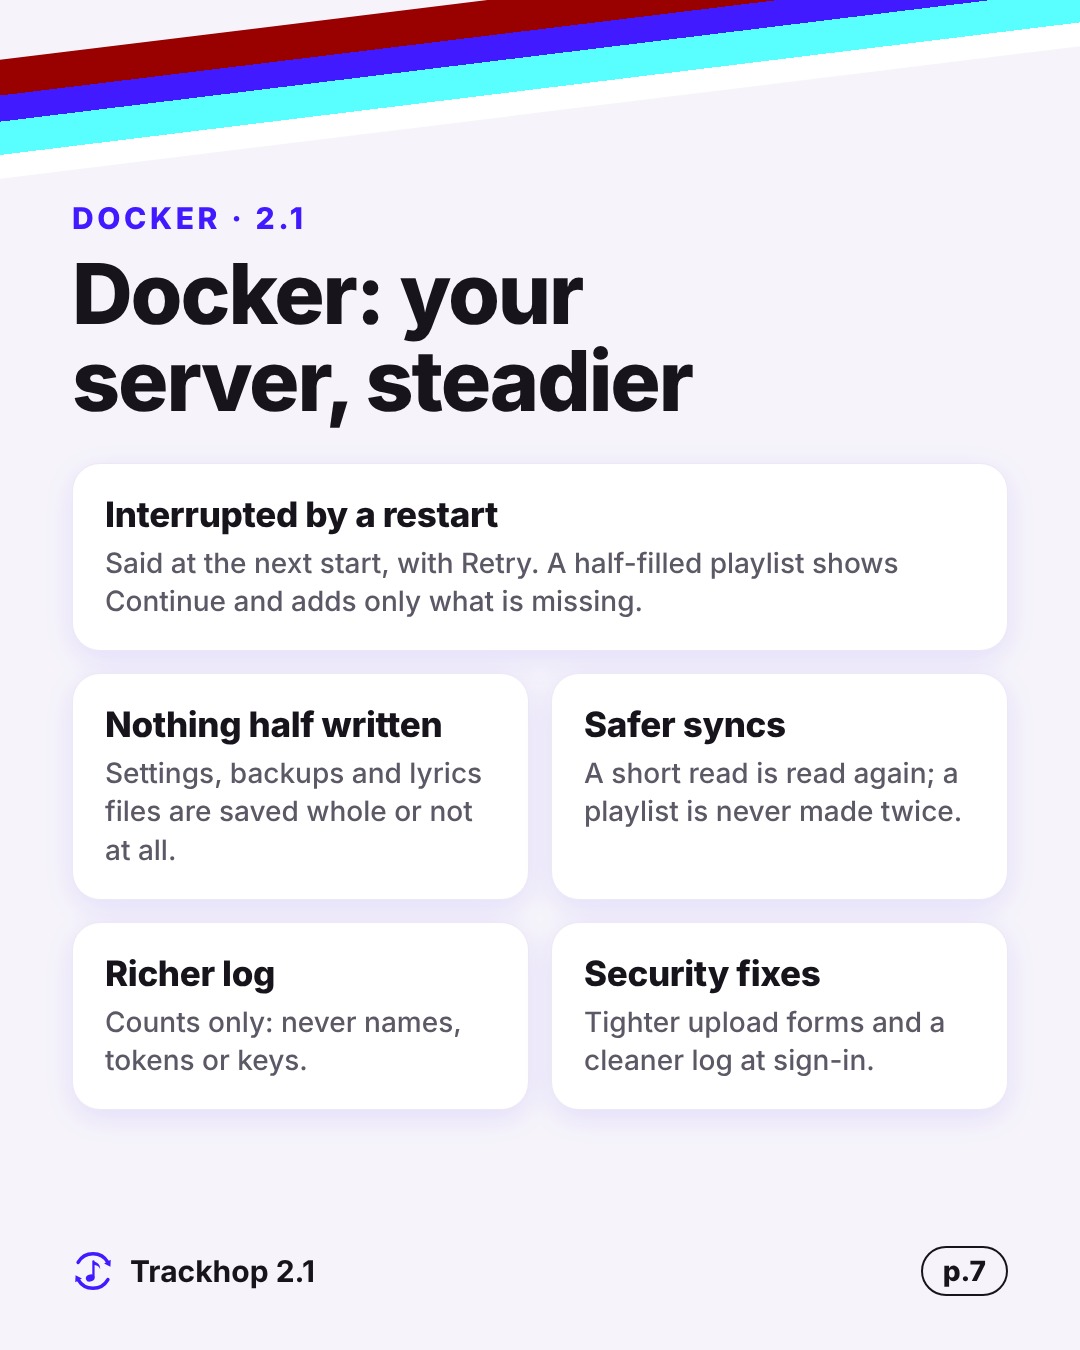 DOCKER · 2.1
Docker: your
server, steadier
Interrupted by a restart
Said at the next start, with Retry. A half-filled playlist shows
Continue and adds only what is missing.
Nothing half written
Settings, backups and lyrics
files are saved whole or not
at all.
Safer syncs
A short read is read again; a
playlist is never made twice.
Richer log
Counts only: never names,
tokens or keys.
Security fixes
Tighter upload forms and a
cleaner log at sign-in.
Trackhop 2.1
p.7